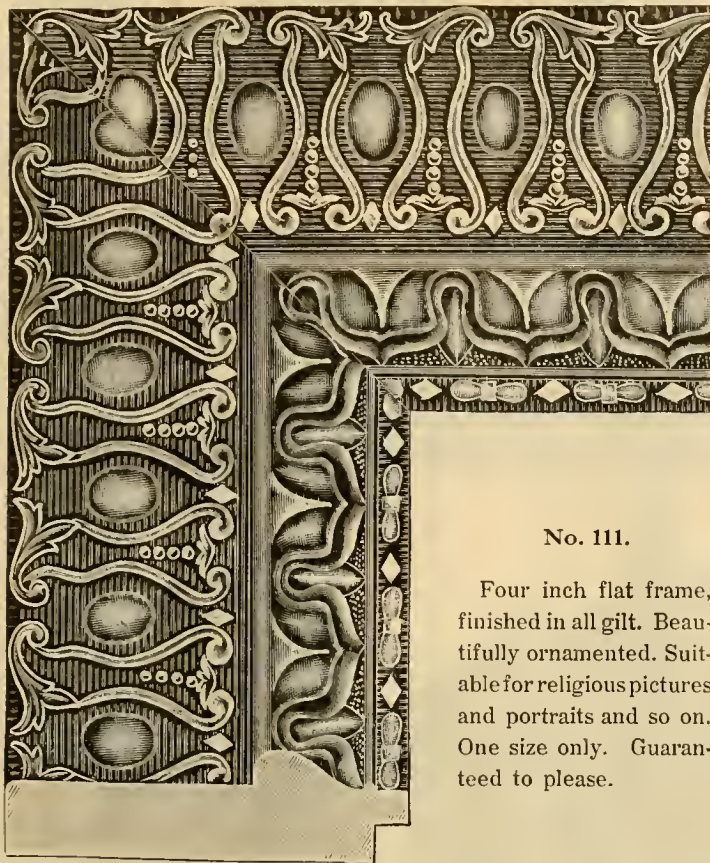 No. 111.
Four inch flat frame,
finished in all gilt. Beau-
tifully ornamented. Suit-
able for religious pictures
and portraits and so on.
One size only. Guaran-
teed to please.